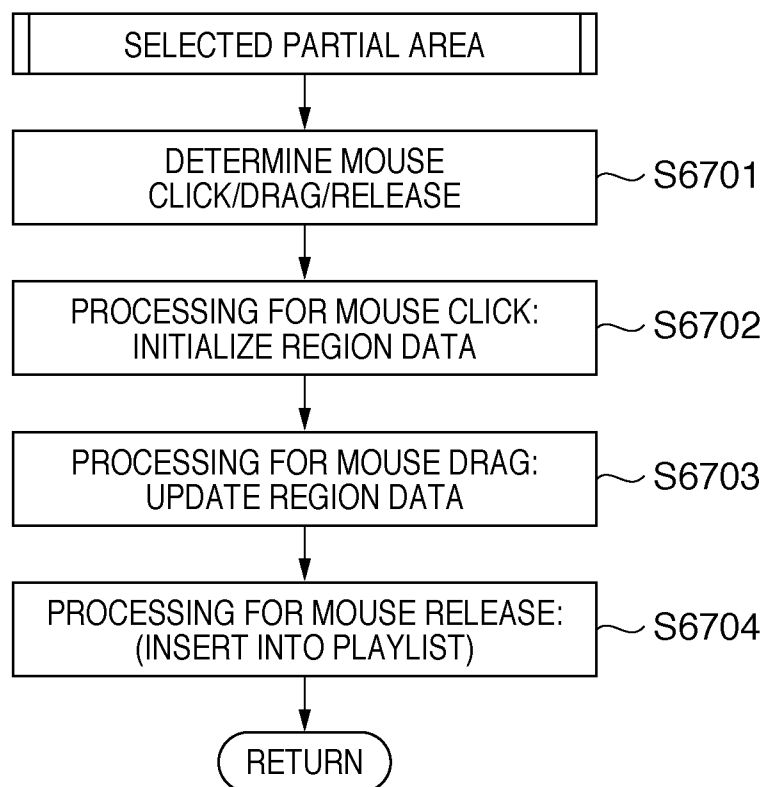 SELECTED PARTIAL AREA
DETERMINE MOUSE
CLICK/DRAG/RELEASE
S6701
PROCESSING FOR MOUSE CLICK:
INITIALIZE REGION DATA
S6702
PROCESSING FOR MOUSE DRAG:
UPDATE REGION DATA
S6703
PROCESSING FOR MOUSE RELEASE:
(INSERT INTO PLAYLIST)
S6704
RETURN